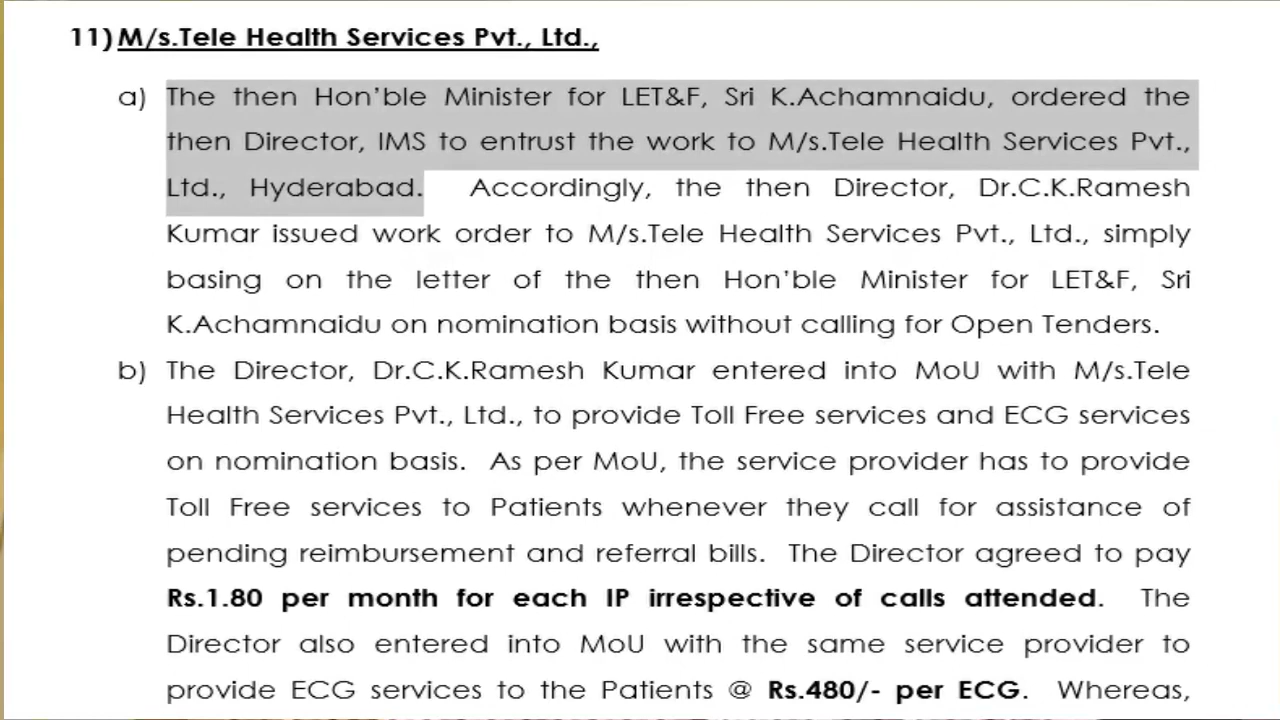 11) M/s.Tele Health Services Pvt., Ltd.,
a) The then Hon'ble Minister for LET&F, Sri K.Achamnaidu, ordered the
then Director, IMS to entrust the work to M/s.Tele Health Services Pvt.,
Ltd., Hyderabad. Accordingly, the then Director, Dr.C.K.Ramesh
Kumar issued work order to M/s.Tele Health Services Pvt., Ltd., simply
basing on the letter of the then Hon'ble Minister for LET&F, Sri
K.Achamnaidu on nomination basis without calling for Open Tenders.
b) The Director, Dr.C.K.Ramesh Kumar entered into MoU with M/s.Tele
Health Services Pvt., Ltd., to provide Toll Free services and ECG services
on nomination basis. As per MoU, the service provider has to provide
Toll Free services to Patients whenever they call for assistance of
pending reimbursement and referral bills. The Director agreed to pay
Rs.1.80 per month for each IP irrespective of calls attended. The
Director also entered into MoU with the same service provider to
provide ECG services to the Patients @ Rs.480/- per ECG. Whereas,